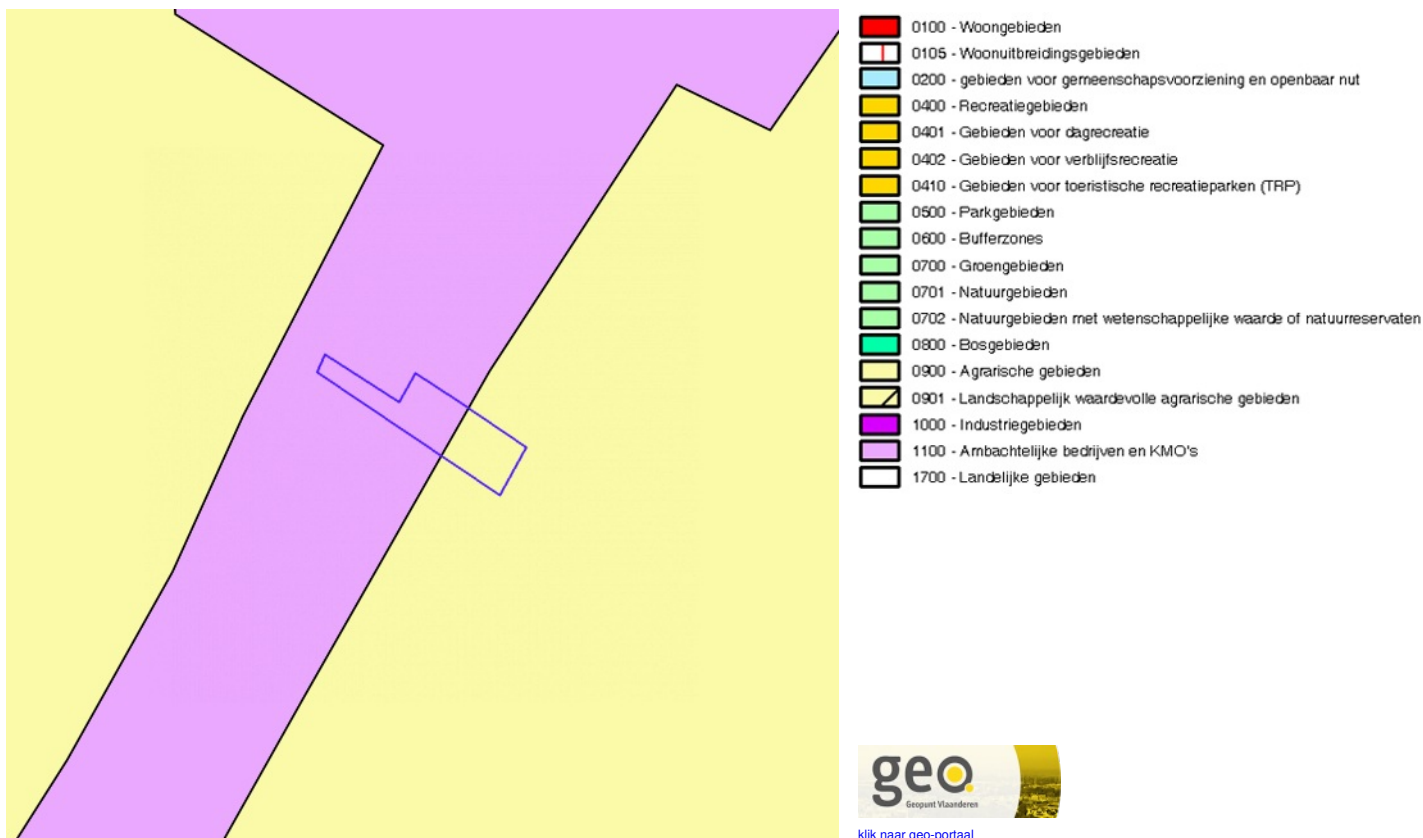 0100 - Woongebieden
0105 - Woonuitbreidingsgebieden
0200 - gebieden voor gemeenschapsvoorziening en openbaar nut
0400 - Recreatiegebieden
0401 - Gebieden voor dagrecreatie
0402 - Gebieden voor verblijfsrecreatie
0410 - Gebieden voor toeristische recreatieparken (TRP)
0500 - Parkgebieden
0600 - Bufferzones
0700 - Groengebieden
0701 - Natuurgebieden
0702 - Natuurgebieden met wetenschappelijke waarde of natuurreservaten
0800 - Bosgebieden
0900 - Agrarische gebieden
0901 - Landschappelijk waardevolle agrarische gebieden
1000 - Industriegebieden
1100 - Ambachtelijke bedrijven en KMO's
1700 - Landelijke gebieden
geo.
Geopunt Vlaanderen
klik naar geo-portaal